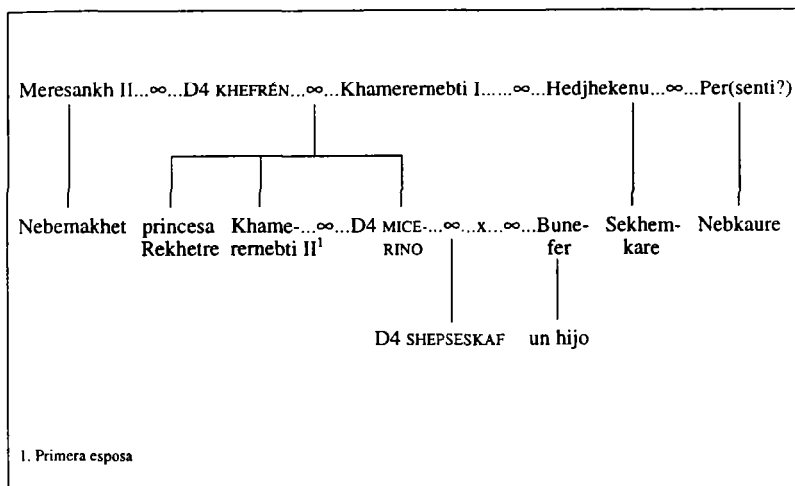 Meresankh II...∞...D4 KHEFRÉN...∞...Khamerernebti I......∞...Hedjhekenu...∞...Per(senti?)
Nebemakhet princesa Khame-...∞...D4 MICE-...∞...x...∞...Bune- Sekhem- Nebkaure
Rekhetre rernebti II¹ RINO fer kare
D4 SHEPSESKAF un hijo
1. Primera esposa